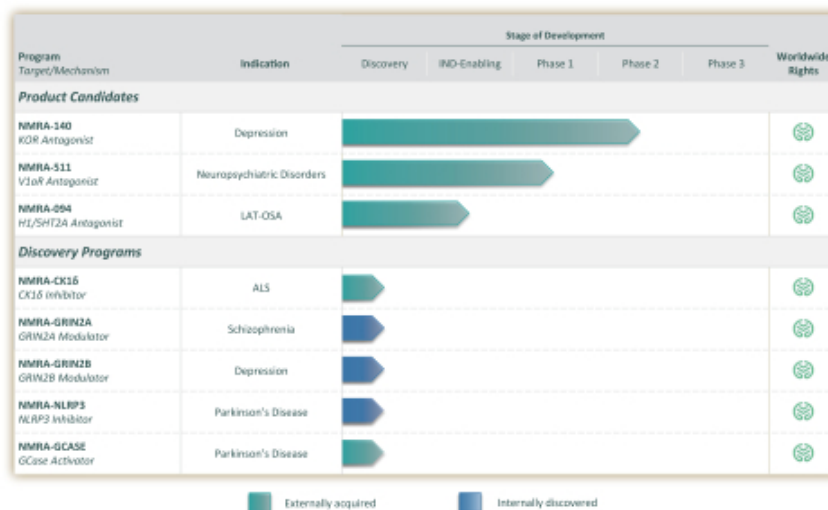 Stage of Development
Program
Target/Mechanism
Indication
Discovery
IND-Enabling
Phase 1
Phase 2
Phase 3
Worldwide
Rights
Product Candidates
NMRA-140
KOR Antagonist
Depression
NMRA-511
V1aR Antagonist
Neuropsychiatric Disorders
NMRA-094
H1/5HT2A Antagonist
LAT-OSA
Discovery Programs
NMRA-CK1δ
CK1δ Inhibitor
ALS
NMRA-GRIN2A
GRIN2A Modulator
Schizophrenia
NMRA-GRIN2B
GRIN2B Modulator
Depression
NMRA-NLRP3
NLRP3 Inhibitor
Parkinson's Disease
NMRA-GCASE
GCase Activator
Parkinson's Disease
Externally acquired
Internally discovered